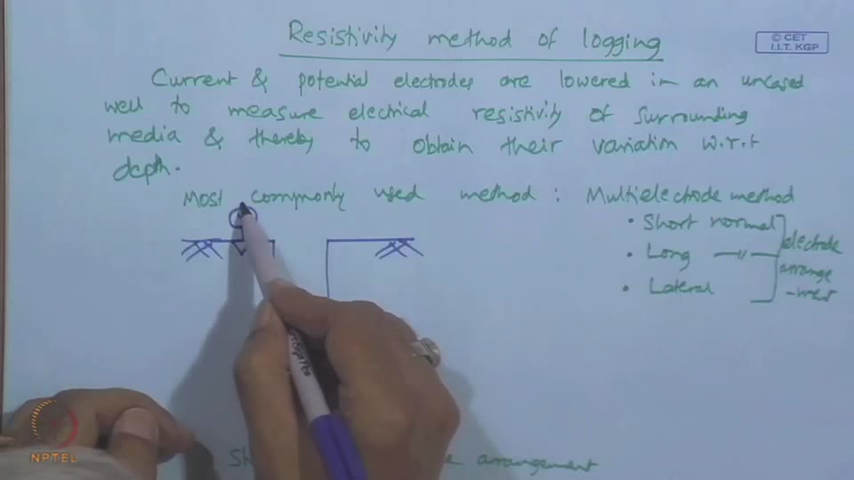 Resistivity method of logging
© CET
I.I.T. KGP
Current & potential electrodes are lowered in an uncased
well to measure electrical resistivity of surrounding
media & thereby to obtain their variation w.r.t
depth.
Most commonly used method : Multielectrode method
• Short normal
• Long —〃—
• Lateral
electrode
arrange
-ment
arrangement
NPTEL